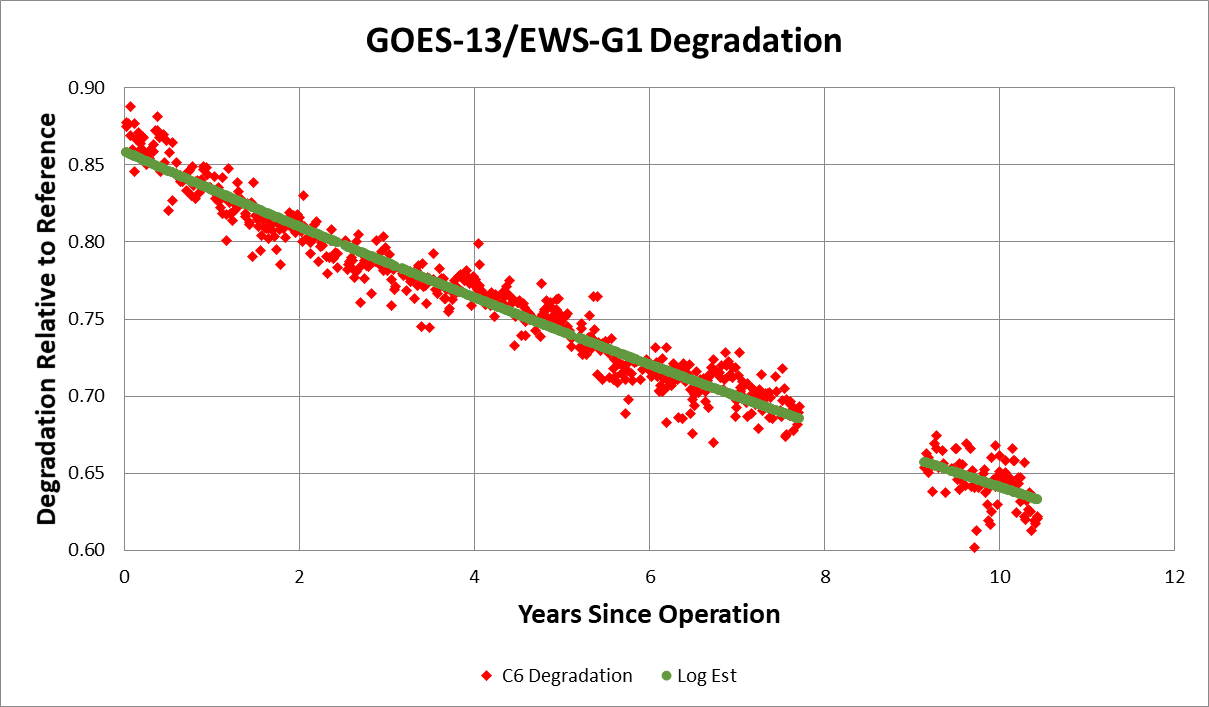 GOES-13/EWS-G1 Degradation
Degradation Relative to Reference
0.90
0.85
0.80
0.75
0.70
0.65
0.60
0 2 4 6 8 10 12
Years Since Operation
C6 Degradation Log Est